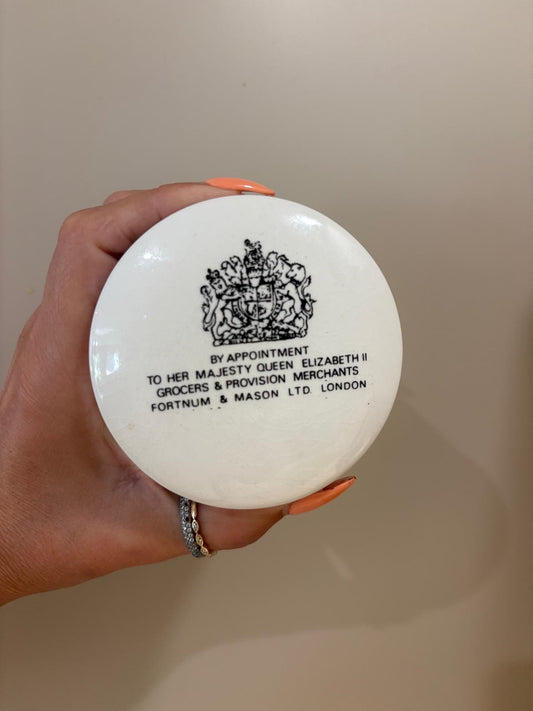 BY APPOINTMENT
TO HER MAJESTY QUEEN ELIZABETH II
GROCERS & PROVISION MERCHANTS
FORTNUM & MASON LTD. LONDON